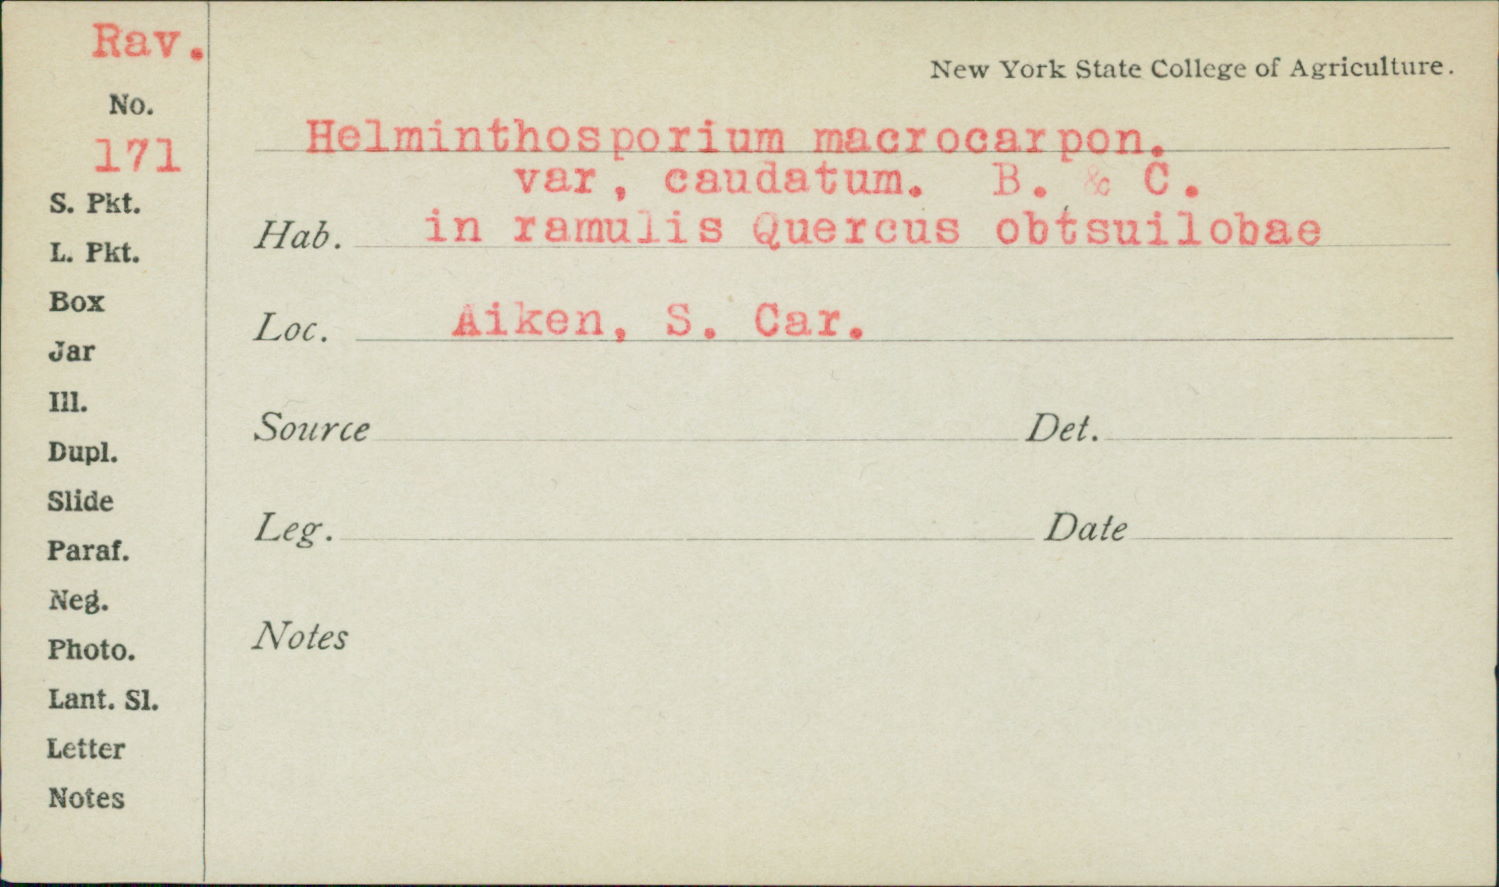 Rav.
New York State College of Agriculture.
No.
171
Helminthosporium macrocarpon.
var, caudatum. B. & C.
Hab. in ramulis Quercus obtsuilobae
Loc. Aiken, S. Car.
Source Det.
Leg. Date
Notes
S. Pkt.
L. Pkt.
Box
Jar
Ill.
Dupl.
Slide
Paraf.
Neg.
Photo.
Lant. Sl.
Letter
Notes